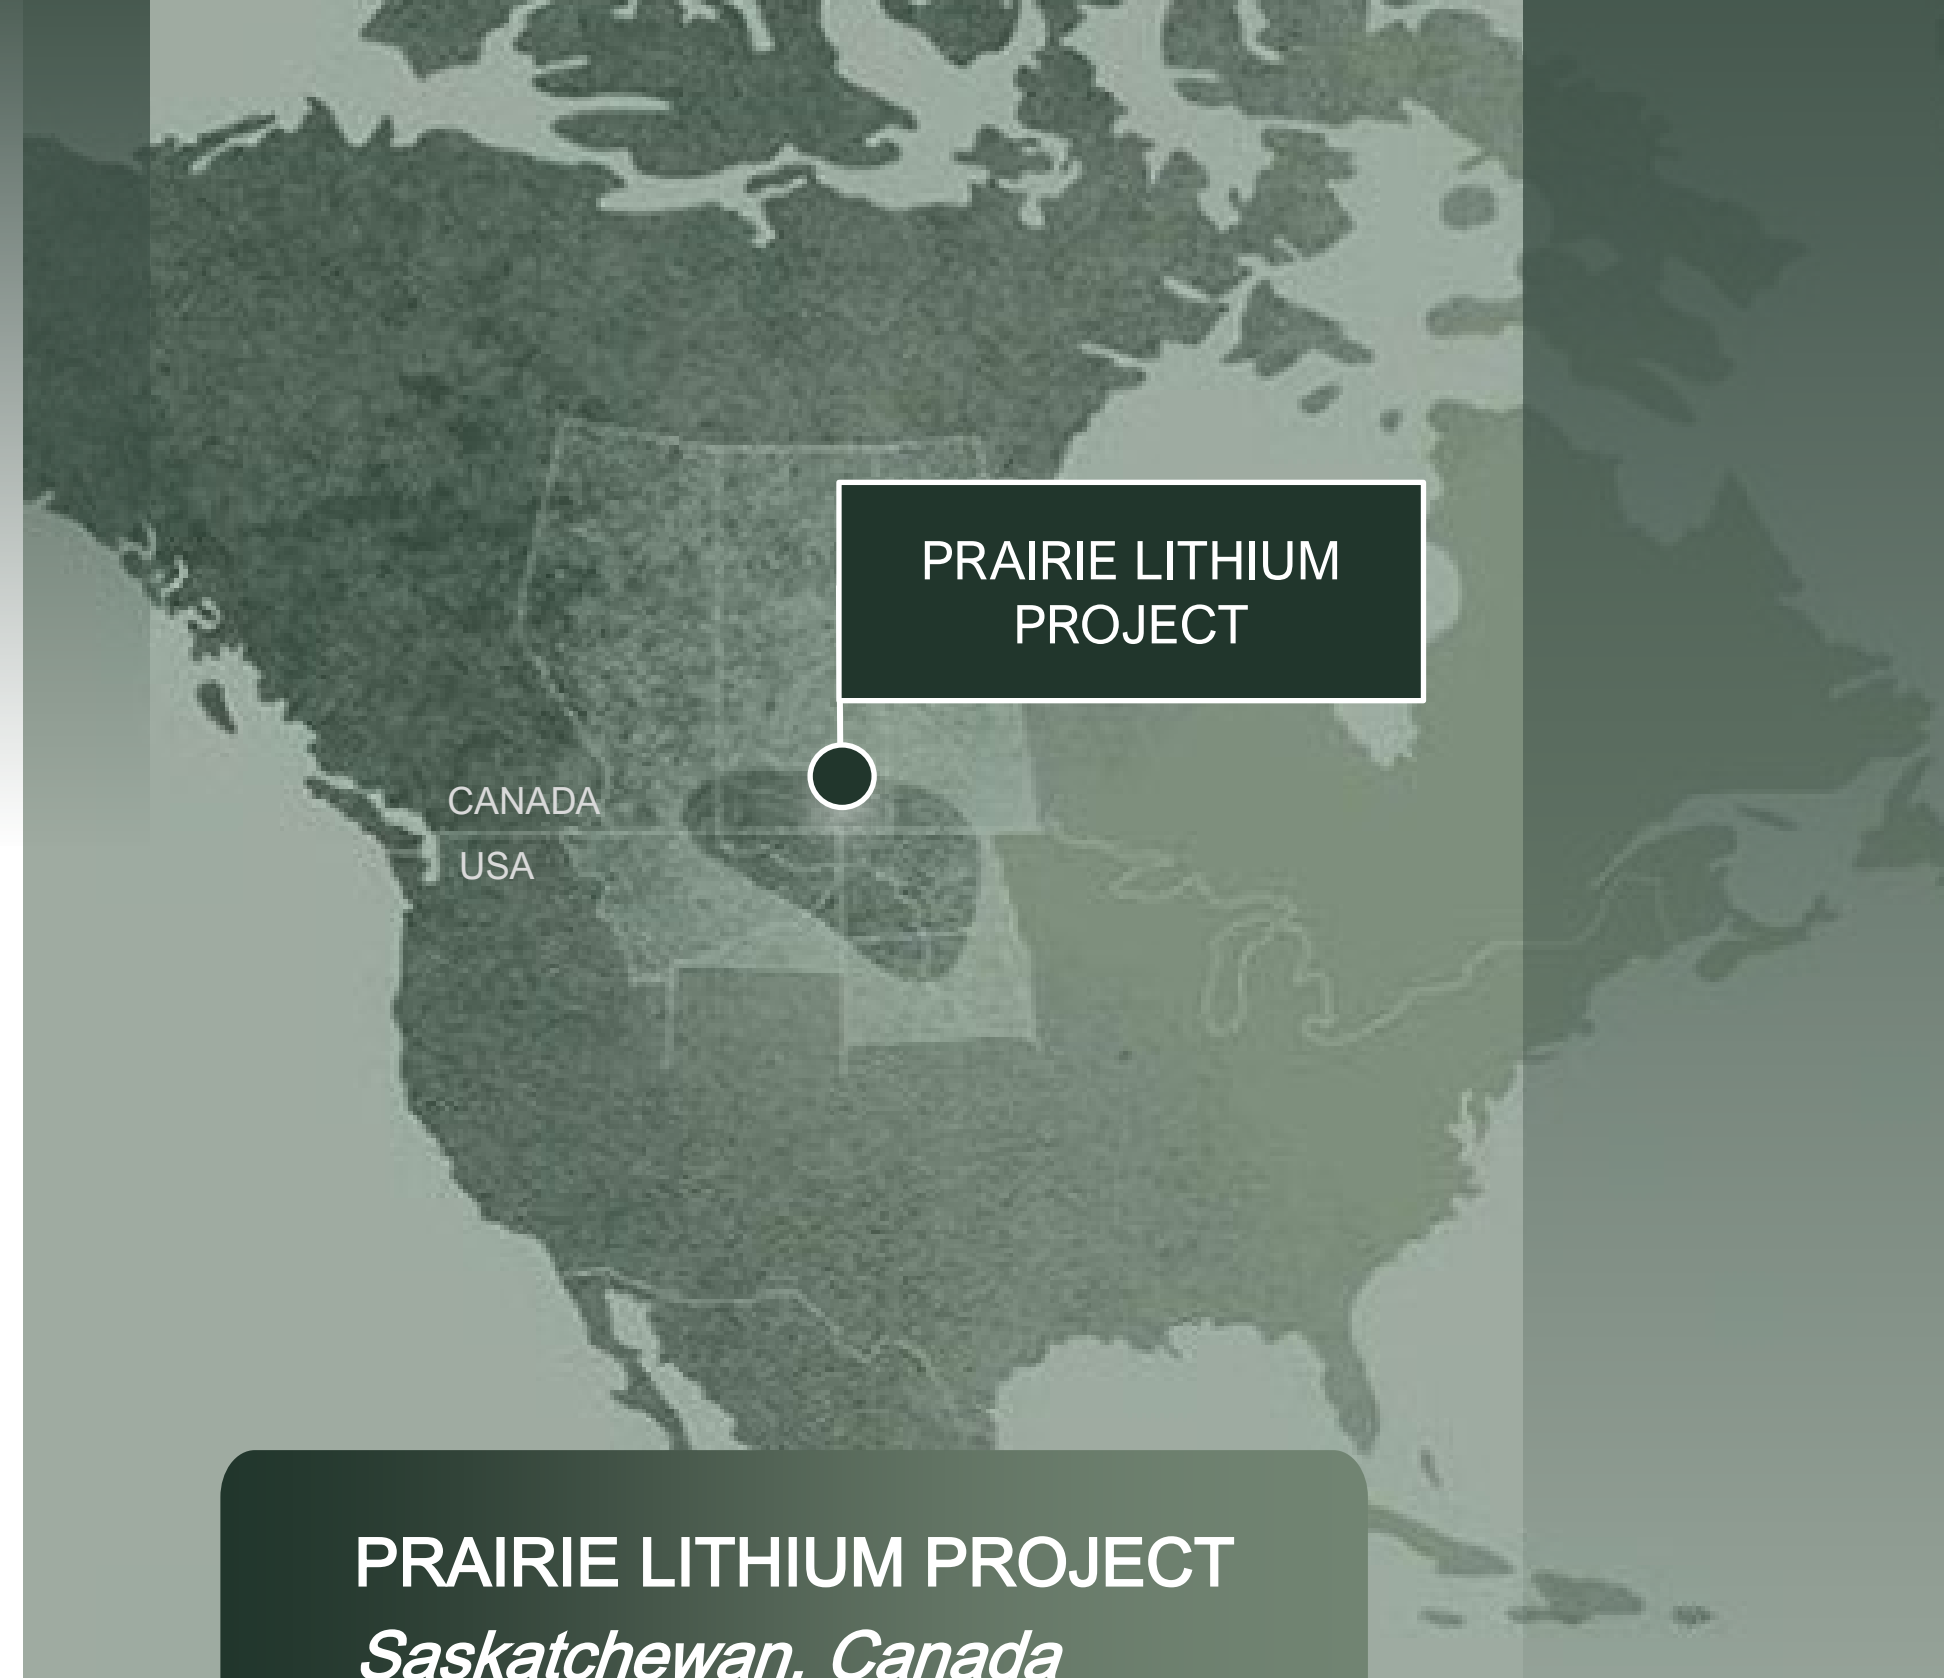 PRAIRIE LITHIUM
PROJECT
CANADA
USA
PRAIRIE LITHIUM PROJECT
Saskatchewan, Canada